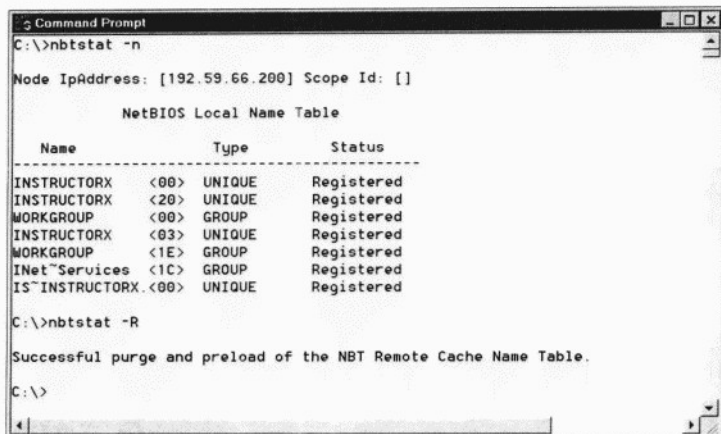 Command Prompt
C:\>nbtstat -n
Node IpAddress: [192.59.66.200] Scope Id: []
NetBIOS Local Name Table
Name Type Status
---------------------------------------------
INSTRUCTORX <00> UNIQUE Registered
INSTRUCTORX <20> UNIQUE Registered
WORKGROUP <00> GROUP Registered
INSTRUCTORX <03> UNIQUE Registered
WORKGROUP <1E> GROUP Registered
INet~Services <1C> GROUP Registered
IS~INSTRUCTORX.<00> UNIQUE Registered
C:\>nbtstat -R
Successful purge and preload of the NBT Remote Cache Name Table.
C:\>